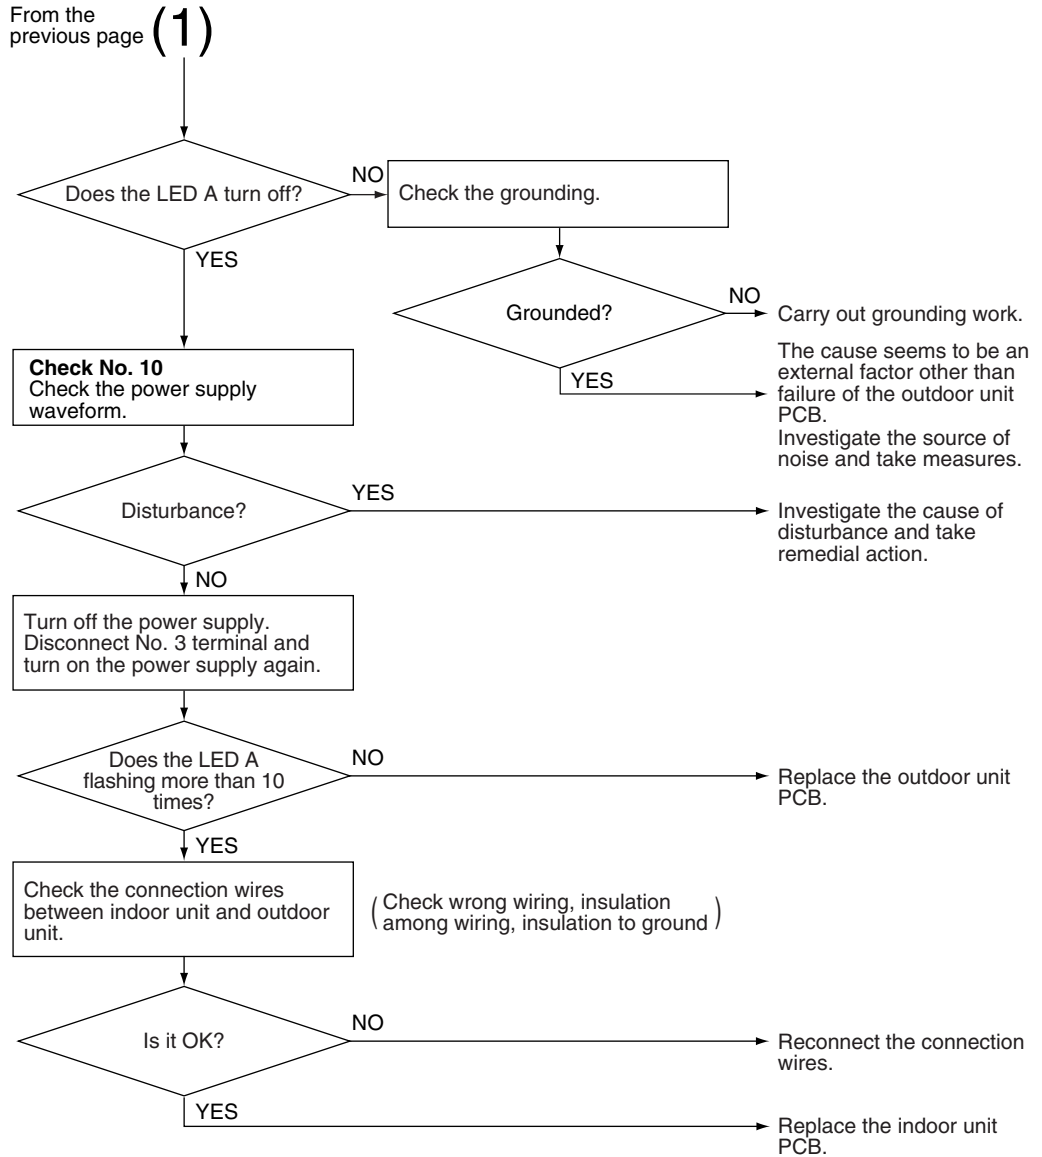 From the
previous page (1)
Does the LED A turn off?
NO
Check the grounding.
YES
Grounded?
NO
Carry out grounding work.
YES
The cause seems to be an
external factor other than
failure of the outdoor unit
PCB.
Investigate the source of
noise and take measures.
Check No. 10
Check the power supply
waveform.
Disturbance?
YES
Investigate the cause of
disturbance and take
remedial action.
NO
Turn off the power supply.
Disconnect No. 3 terminal and
turn on the power supply again.
Does the LED A
flashing more than 10
times?
NO
Replace the outdoor unit
PCB.
YES
Check the connection wires
between indoor unit and outdoor
unit.
(Check wrong wiring, insulation
among wiring, insulation to ground)
Is it OK?
NO
Reconnect the connection
wires.
YES
Replace the indoor unit
PCB.